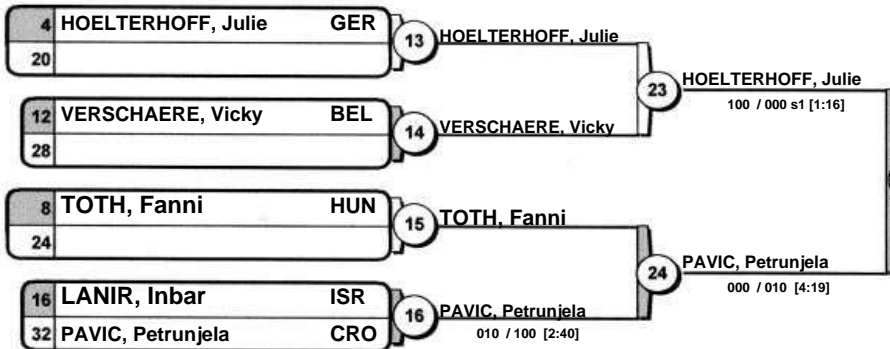 4 HOELTERHOFF, Julie GER
20
13
HOELTERHOFF, Julie
12 VERSCHAERE, Vicky BEL
28
14
VERSCHAERE, Vicky
23
HOELTERHOFF, Julie
100 / 000 s1 [1:16]
8 TOTH, Fanni HUN
24
15
TOTH, Fanni
16 LANIR, Inbar ISR
32 PAVIC, Petrunjela CRO
16
PAVIC, Petrunjela
010 / 100 [2:40]
24
PAVIC, Petrunjela
000 / 010 [4:19]